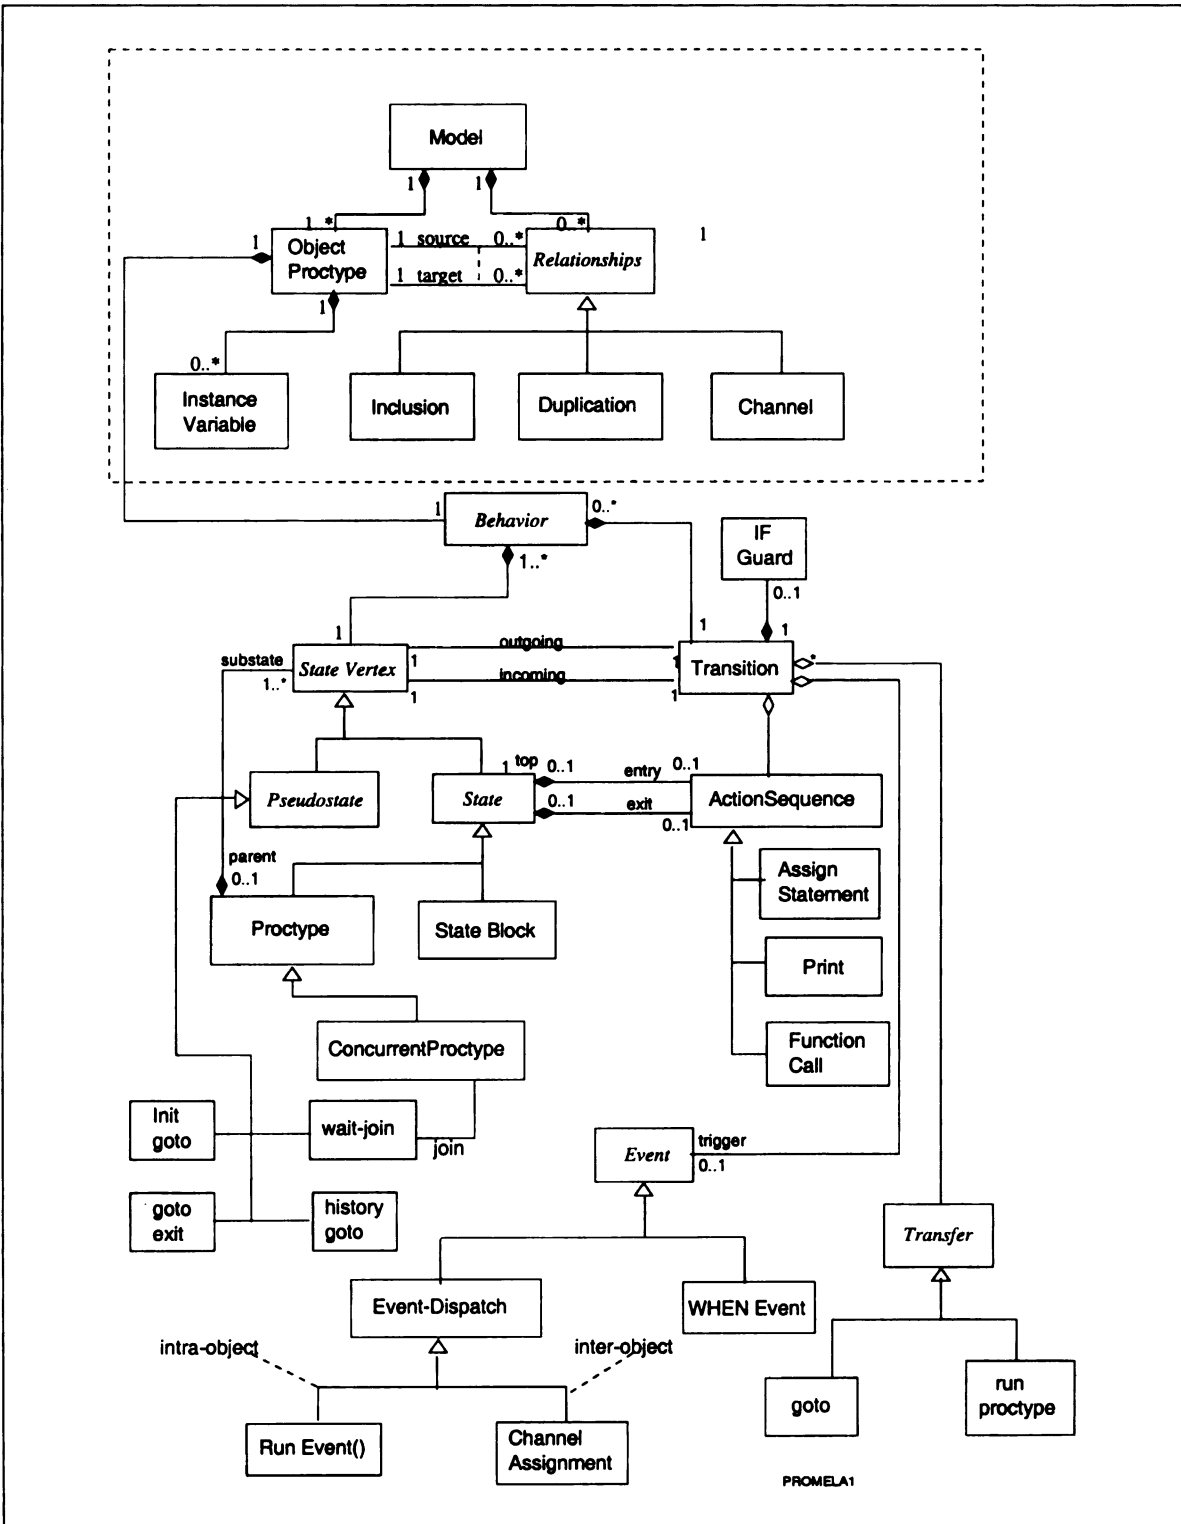 Model
1 1
1..* 0..*
1 Object Proctype 1 source 0..* Relationships 1
1 target 0..*
1
0..*
Instance Variable
Inclusion
Duplication
Channel
1 Behavior 0..*
1..*
IF Guard
0..1
1
1
1
substate
1..*
State Vertex
1 outgoing 1
1 incoming 1
Transition
*
Pseudostate
State
1 top 0..1 entry 0..1
0..1 exit 0..1
ActionSequence
parent
0..1
Proctype
State Block
Assign Statement
Print
Function Call
ConcurrentProctype
Init goto
wait-join
join
goto exit
history goto
Event
trigger
0..1
Transfer
Event-Dispatch
WHEN Event
intra-object
inter-object
goto
run proctype
Run Event()
Channel Assignment
PROMELA1